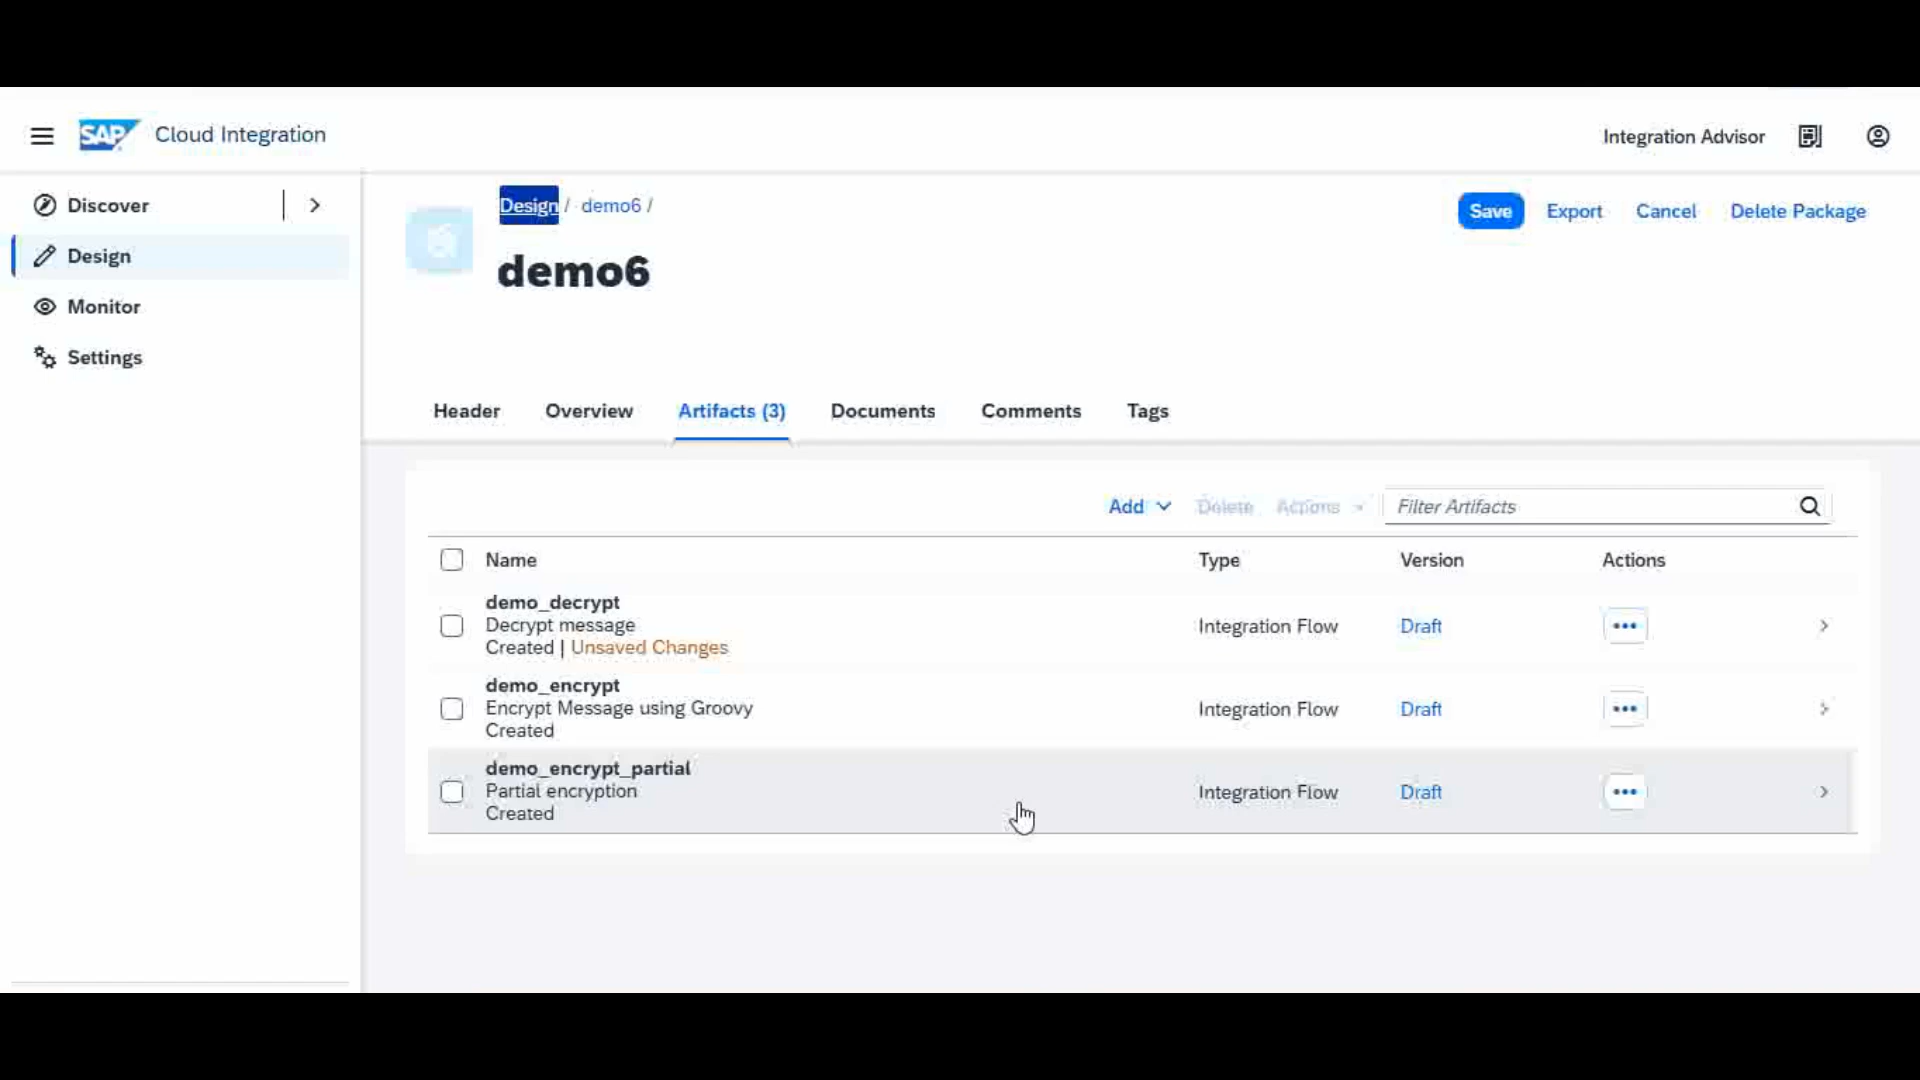 SAP Cloud Integration
Integration Advisor
Discover
Design
Monitor
Settings
Design / demo6 /
Save Export Cancel Delete Package
demo6
Header Overview Artifacts (3) Documents Comments Tags
Add Delete Actions Filter Artifacts
Name Type Version Actions
demo_decrypt
Decrypt message Integration Flow Draft
Created | Unsaved Changes
demo_encrypt
Encrypt Message using Groovy Integration Flow Draft
Created
demo_encrypt_partial
Partial encryption Integration Flow Draft
Created